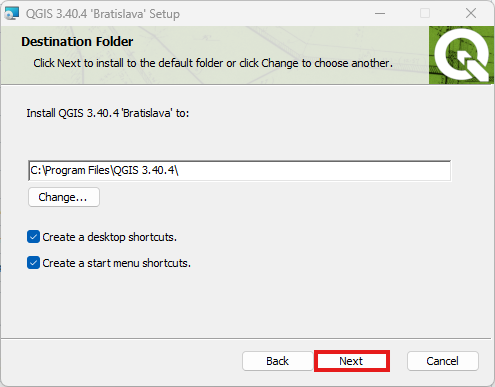 QGIS 3.40.4 'Bratislava' Setup
Destination Folder
Click Next to install to the default folder or click Change to choose another.
Install QGIS 3.40.4 'Bratislava' to:
C:\Program Files\QGIS 3.40.4\
Change...
Create a desktop shortcuts.
Create a start menu shortcuts.
Back Next Cancel